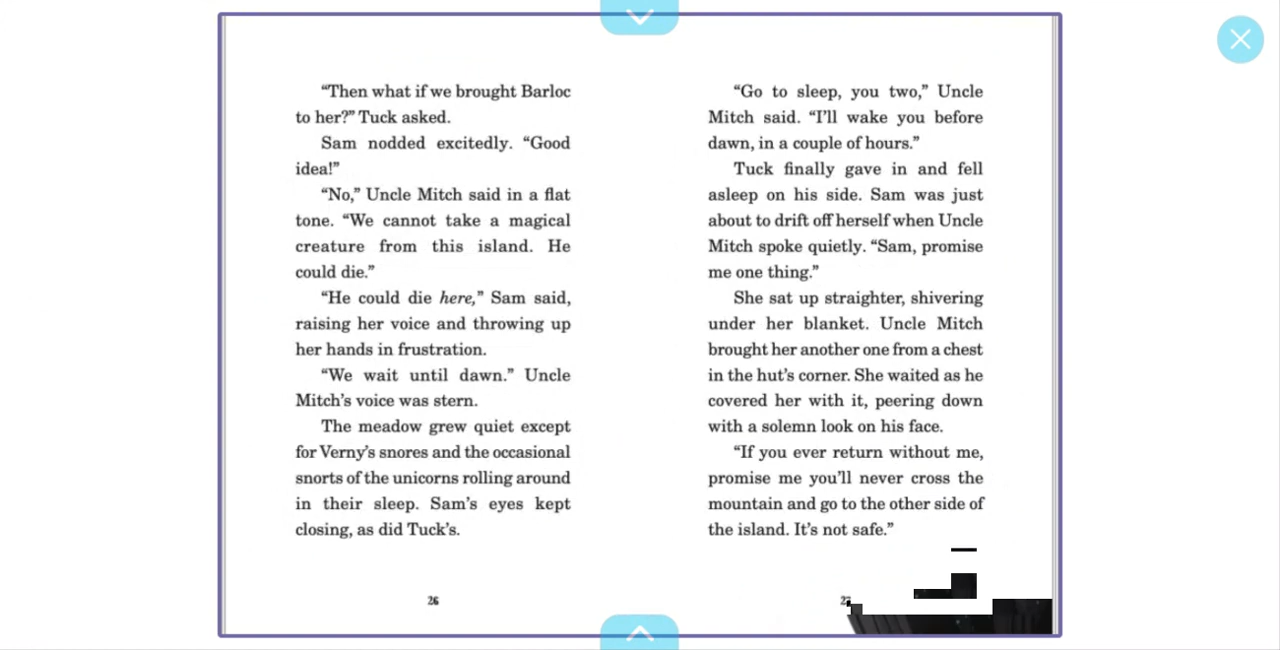 “Then what if we brought Barloc
to her?” Tuck asked.
Sam nodded excitedly. “Good
idea!”
“No,” Uncle Mitch said in a flat
tone. “We cannot take a magical
creature from this island. He
could die.”
“He could die here,” Sam said,
raising her voice and throwing up
her hands in frustration.
“We wait until dawn.” Uncle
Mitch’s voice was stern.
The meadow grew quiet except
for Verny’s snores and the occasional
snorts of the unicorns rolling around
in their sleep. Sam’s eyes kept
closing, as did Tuck’s.
26
“Go to sleep, you two,” Uncle
Mitch said. “I’ll wake you before
dawn, in a couple of hours.”
Tuck finally gave in and fell
asleep on his side. Sam was just
about to drift off herself when Uncle
Mitch spoke quietly. “Sam, promise
me one thing.”
She sat up straighter, shivering
under her blanket. Uncle Mitch
brought her another one from a chest
in the hut’s corner. She waited as he
covered her with it, peering down
with a solemn look on his face.
“If you ever return without me,
promise me you’ll never cross the
mountain and go to the other side of
the island. It’s not safe.”